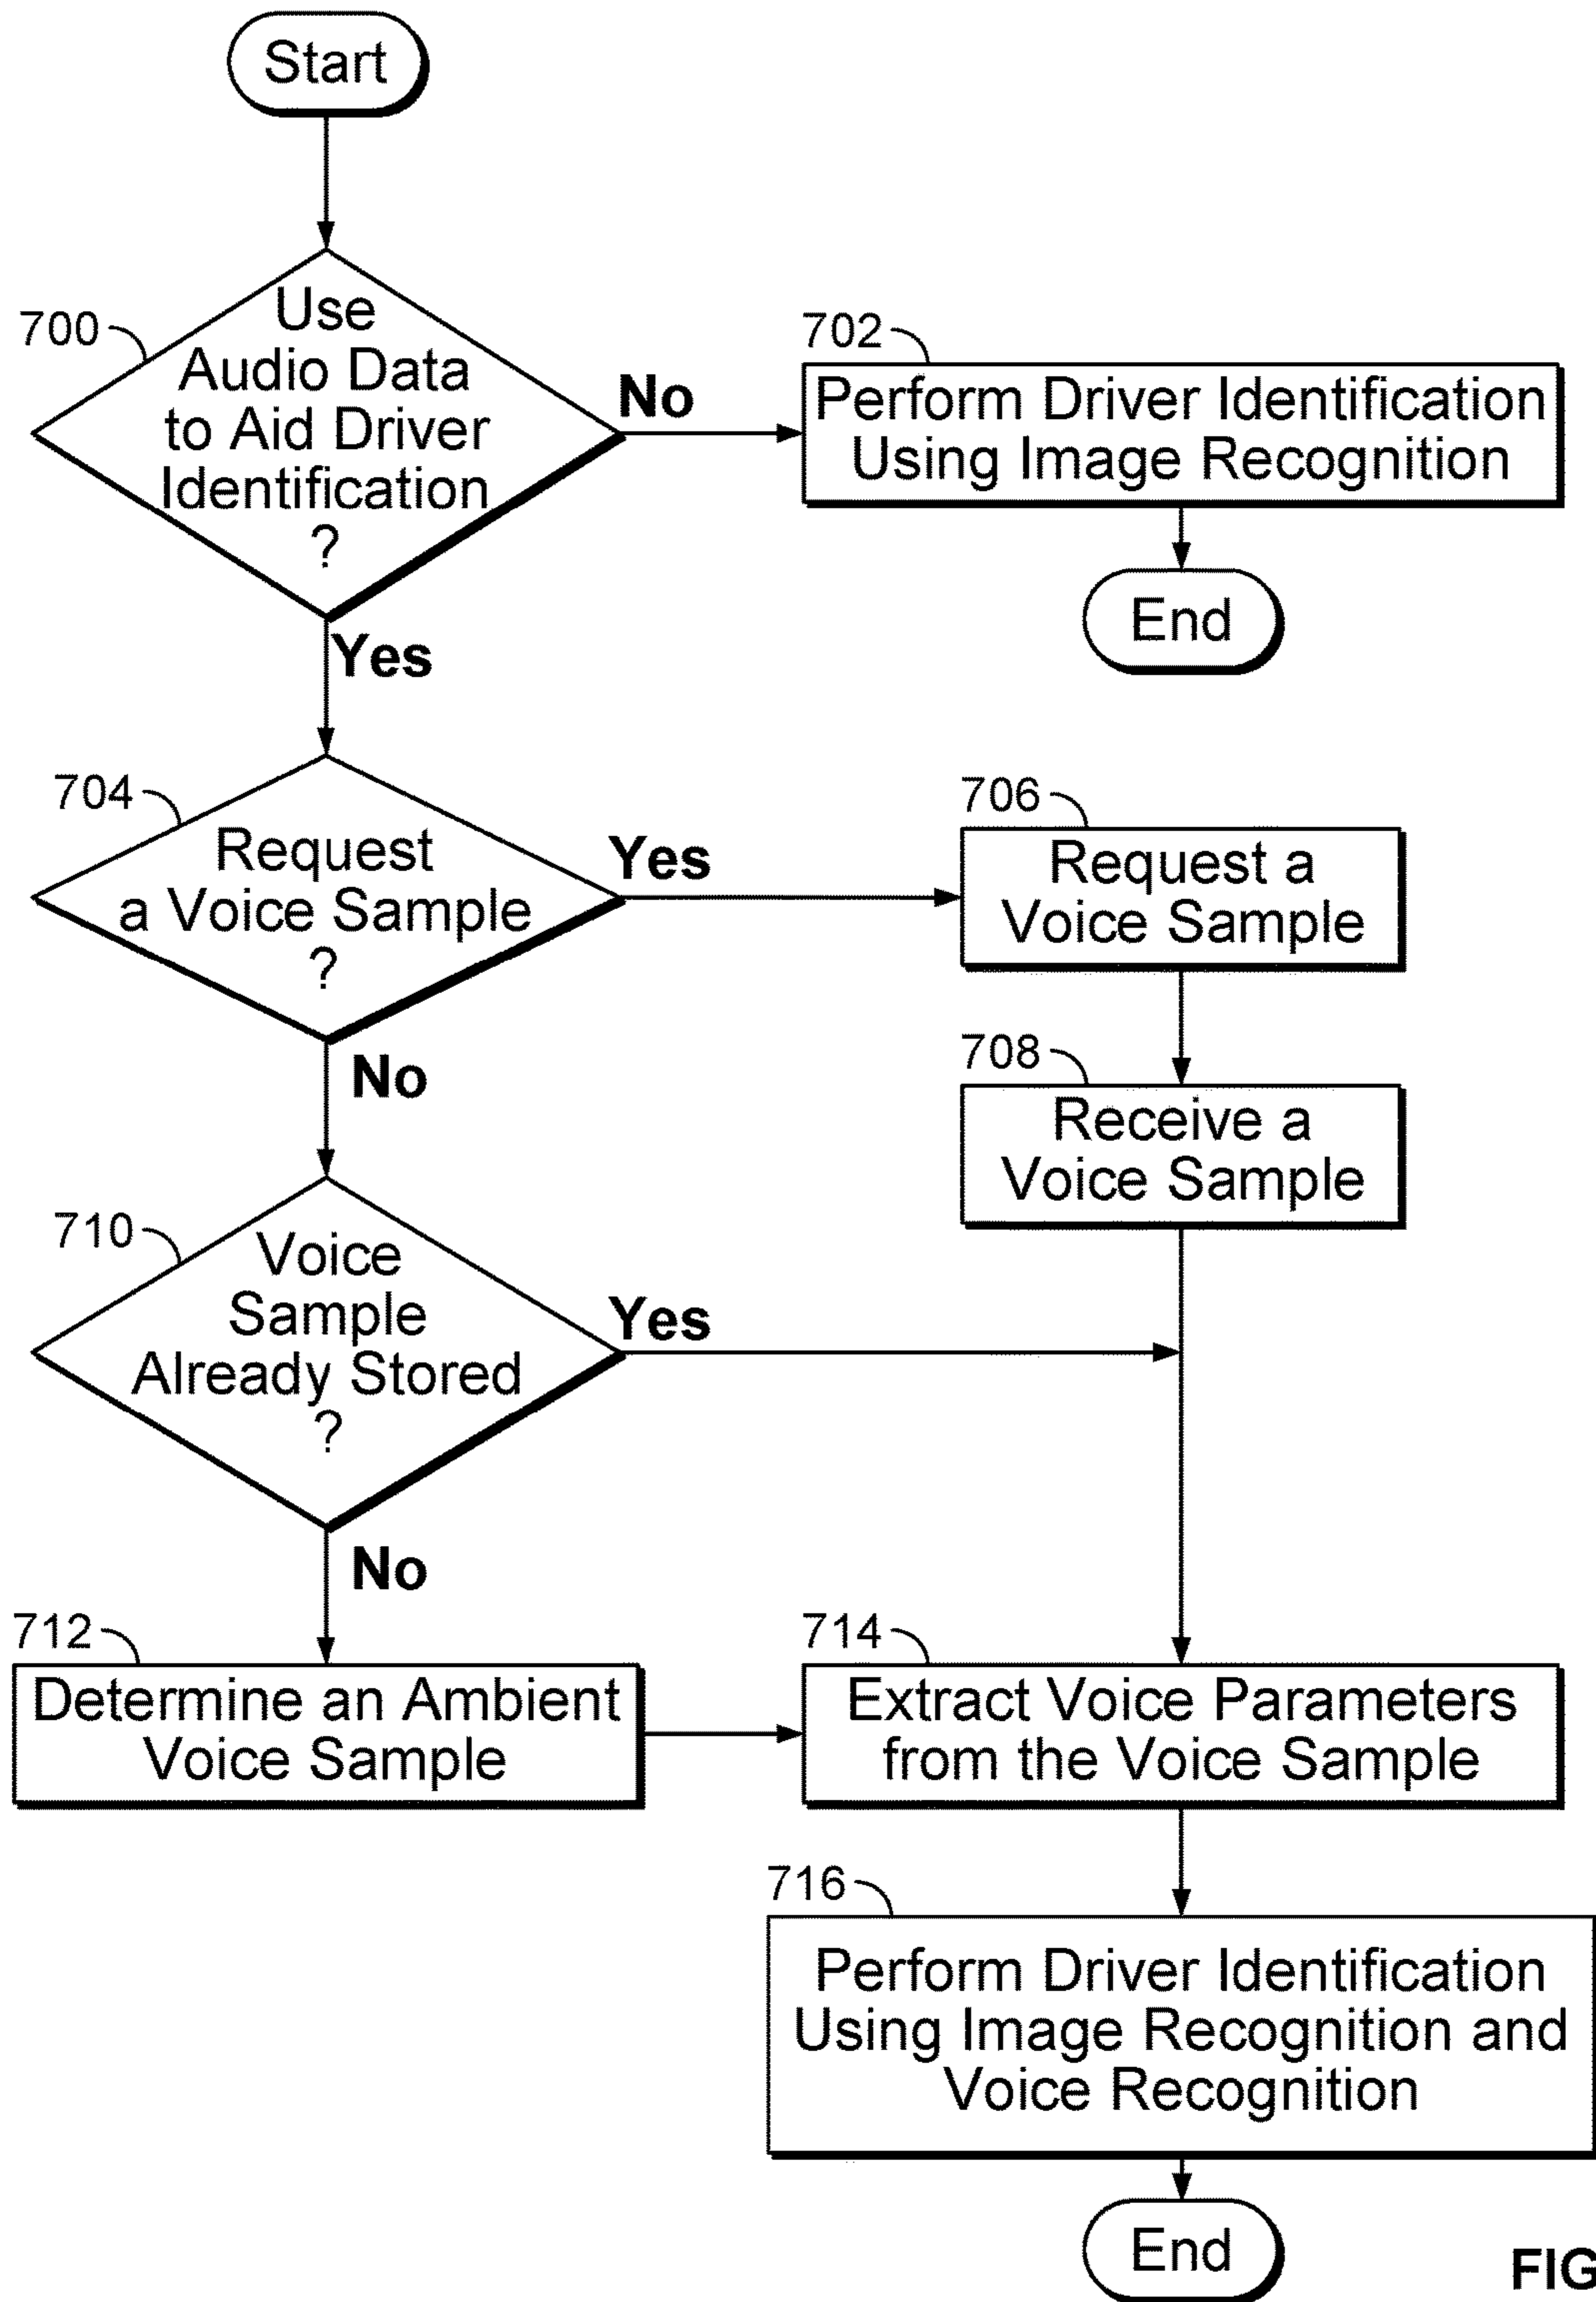 Start
700
Use
Audio Data
to Aid Driver
Identification
?
No
702
Perform Driver Identification
Using Image Recognition
End
Yes
704
Request
a Voice Sample
?
Yes
706
Request a
Voice Sample
No
708
Receive a
Voice Sample
710
Voice
Sample
Already Stored
?
Yes
No
712
Determine an Ambient
Voice Sample
714
Extract Voice Parameters
from the Voice Sample
716
Perform Driver Identification
Using Image Recognition and
Voice Recognition
End
FIG